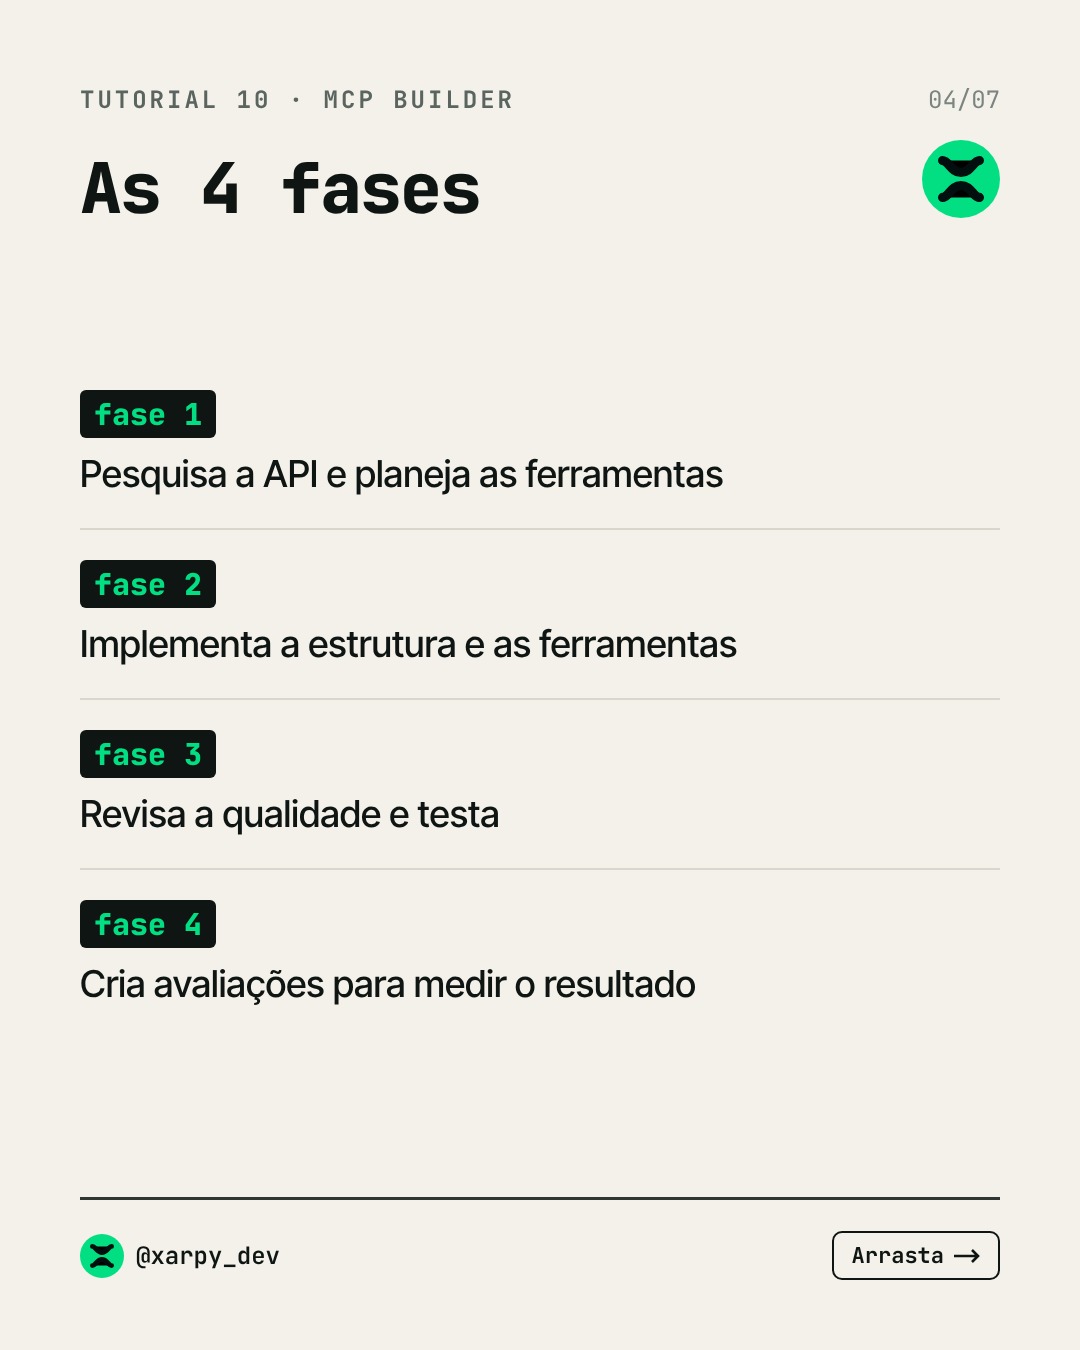 TUTORIAL 10 · MCP BUILDER
04/07
As 4 fases
fase 1
Pesquisa a API e planeja as ferramentas
fase 2
Implementa a estrutura e as ferramentas
fase 3
Revisa a qualidade e testa
fase 4
Cria avaliações para medir o resultado
@xarpy_dev
Arrasta →